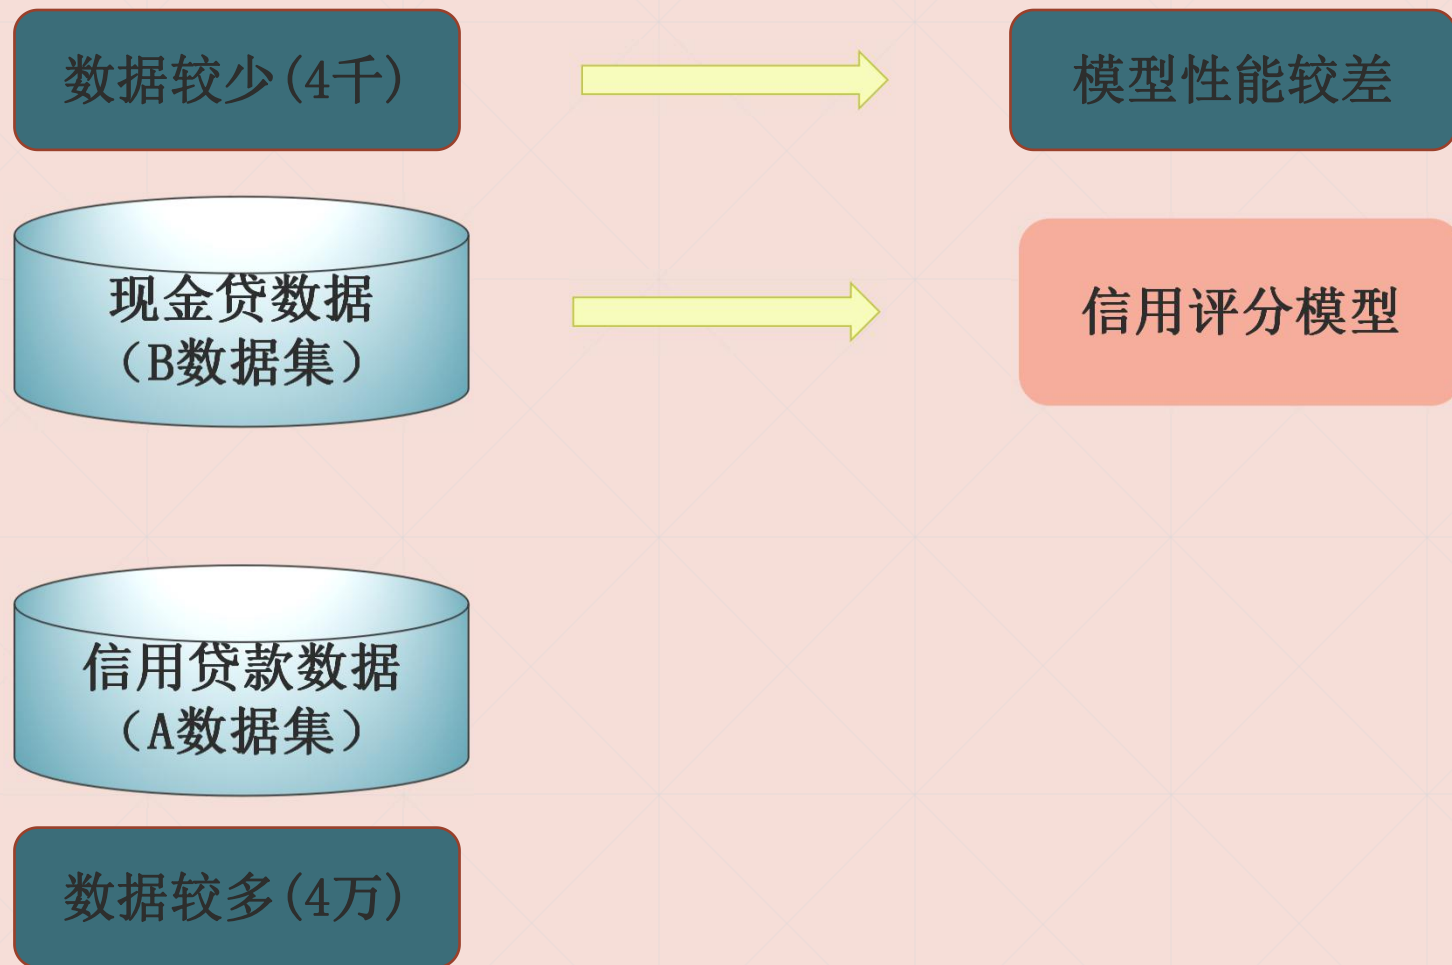 数据较少(4千)
模型性能较差
现金贷数据
（B数据集）
信用评分模型
信用贷款数据
（A数据集）
数据较多(4万)